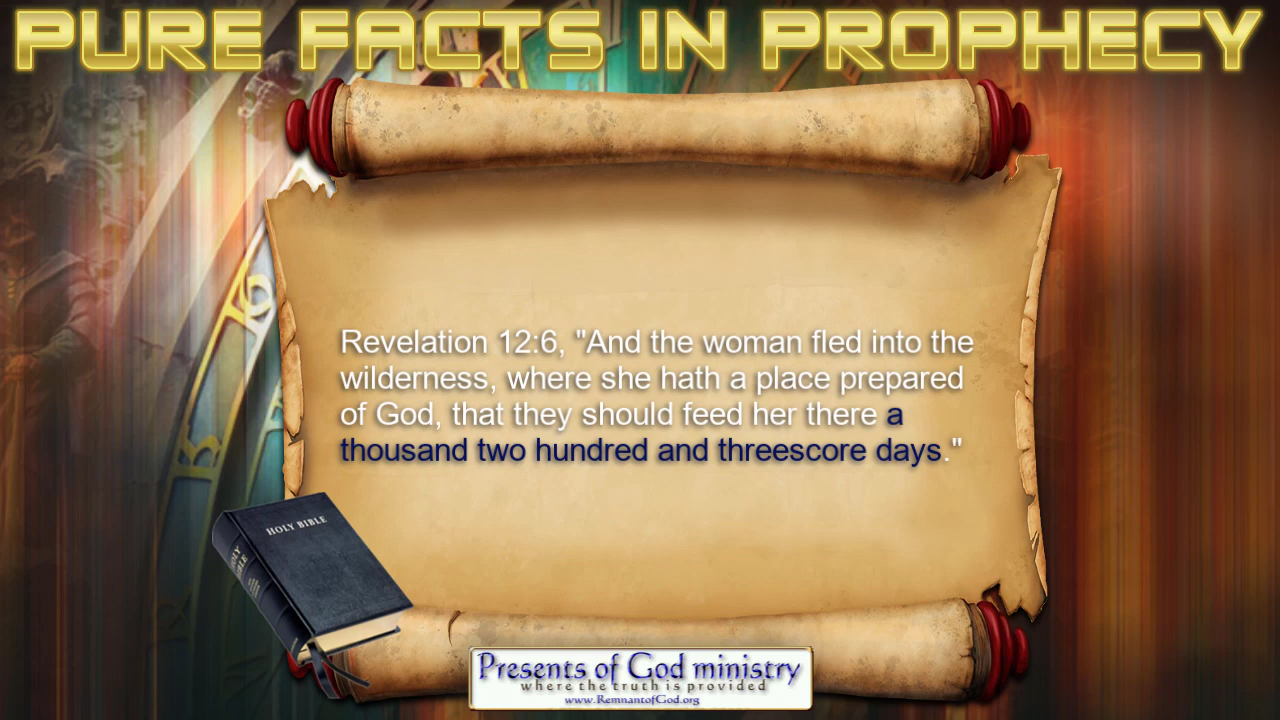 PURE FACTS IN PROPHECY
Revelation 12:6, "And the woman fled into the
wilderness, where she hath a place prepared
of God, that they should feed her there a
thousand two hundred and threescore days."
HOLY BIBLE
HOLY
BIBLE
Presents of God ministry
where the truth is provided
www.RemnantofGod.org